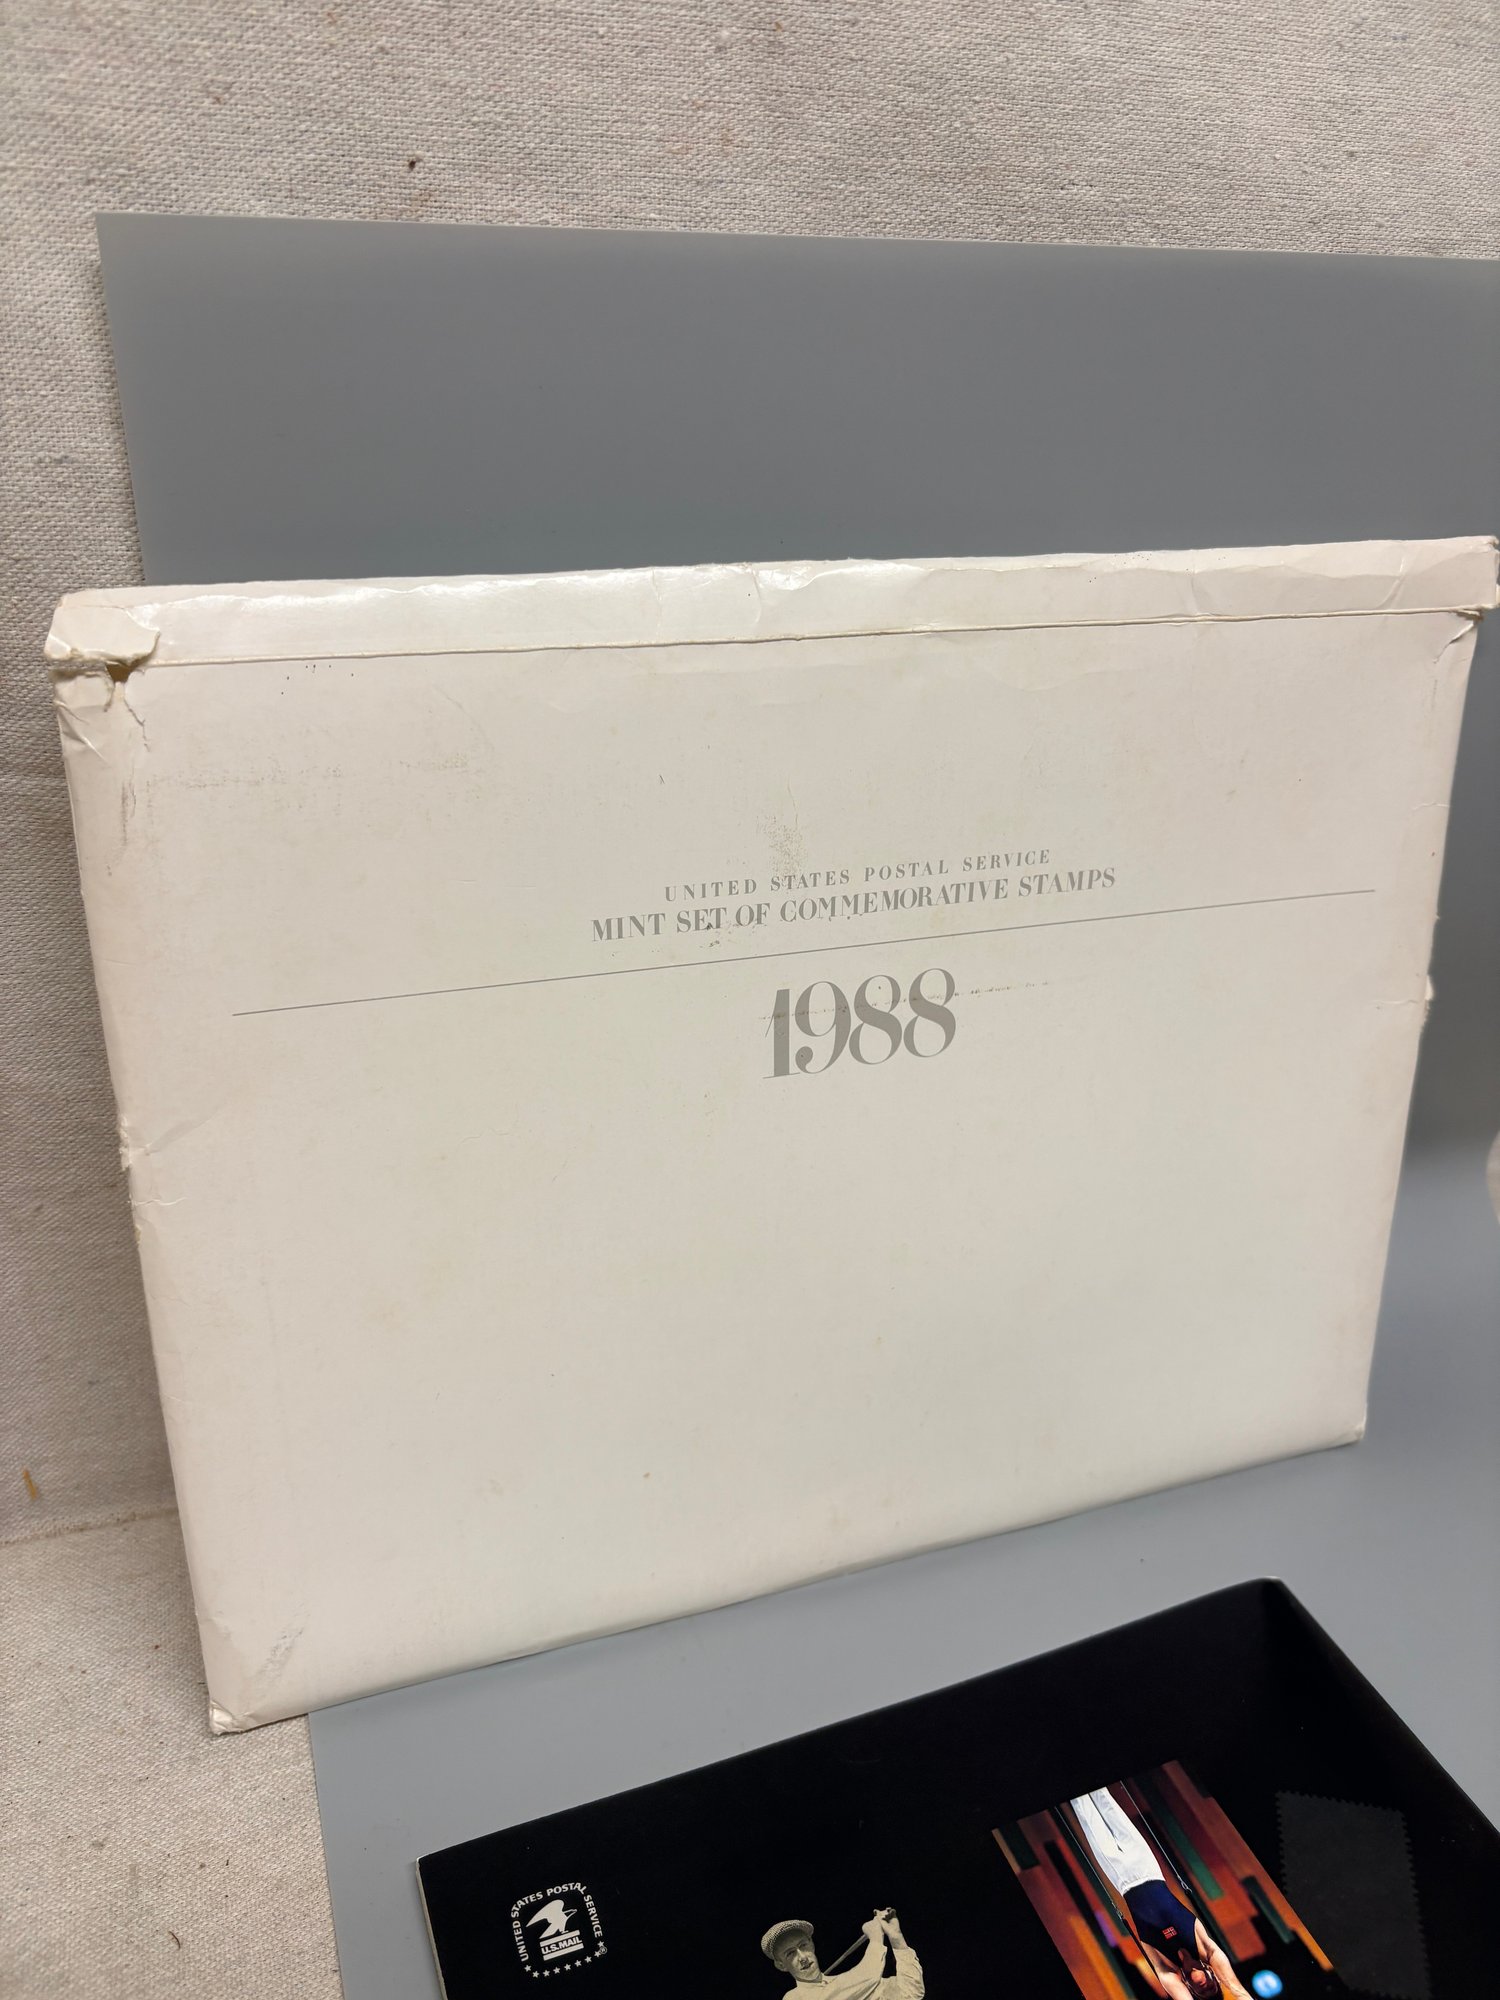 UNITED STATES POSTAL SERVICE
MINT SET OF COMMEMORATIVE STAMPS
1988
UNITED STATES POSTAL SERVICE
U.S.MAIL